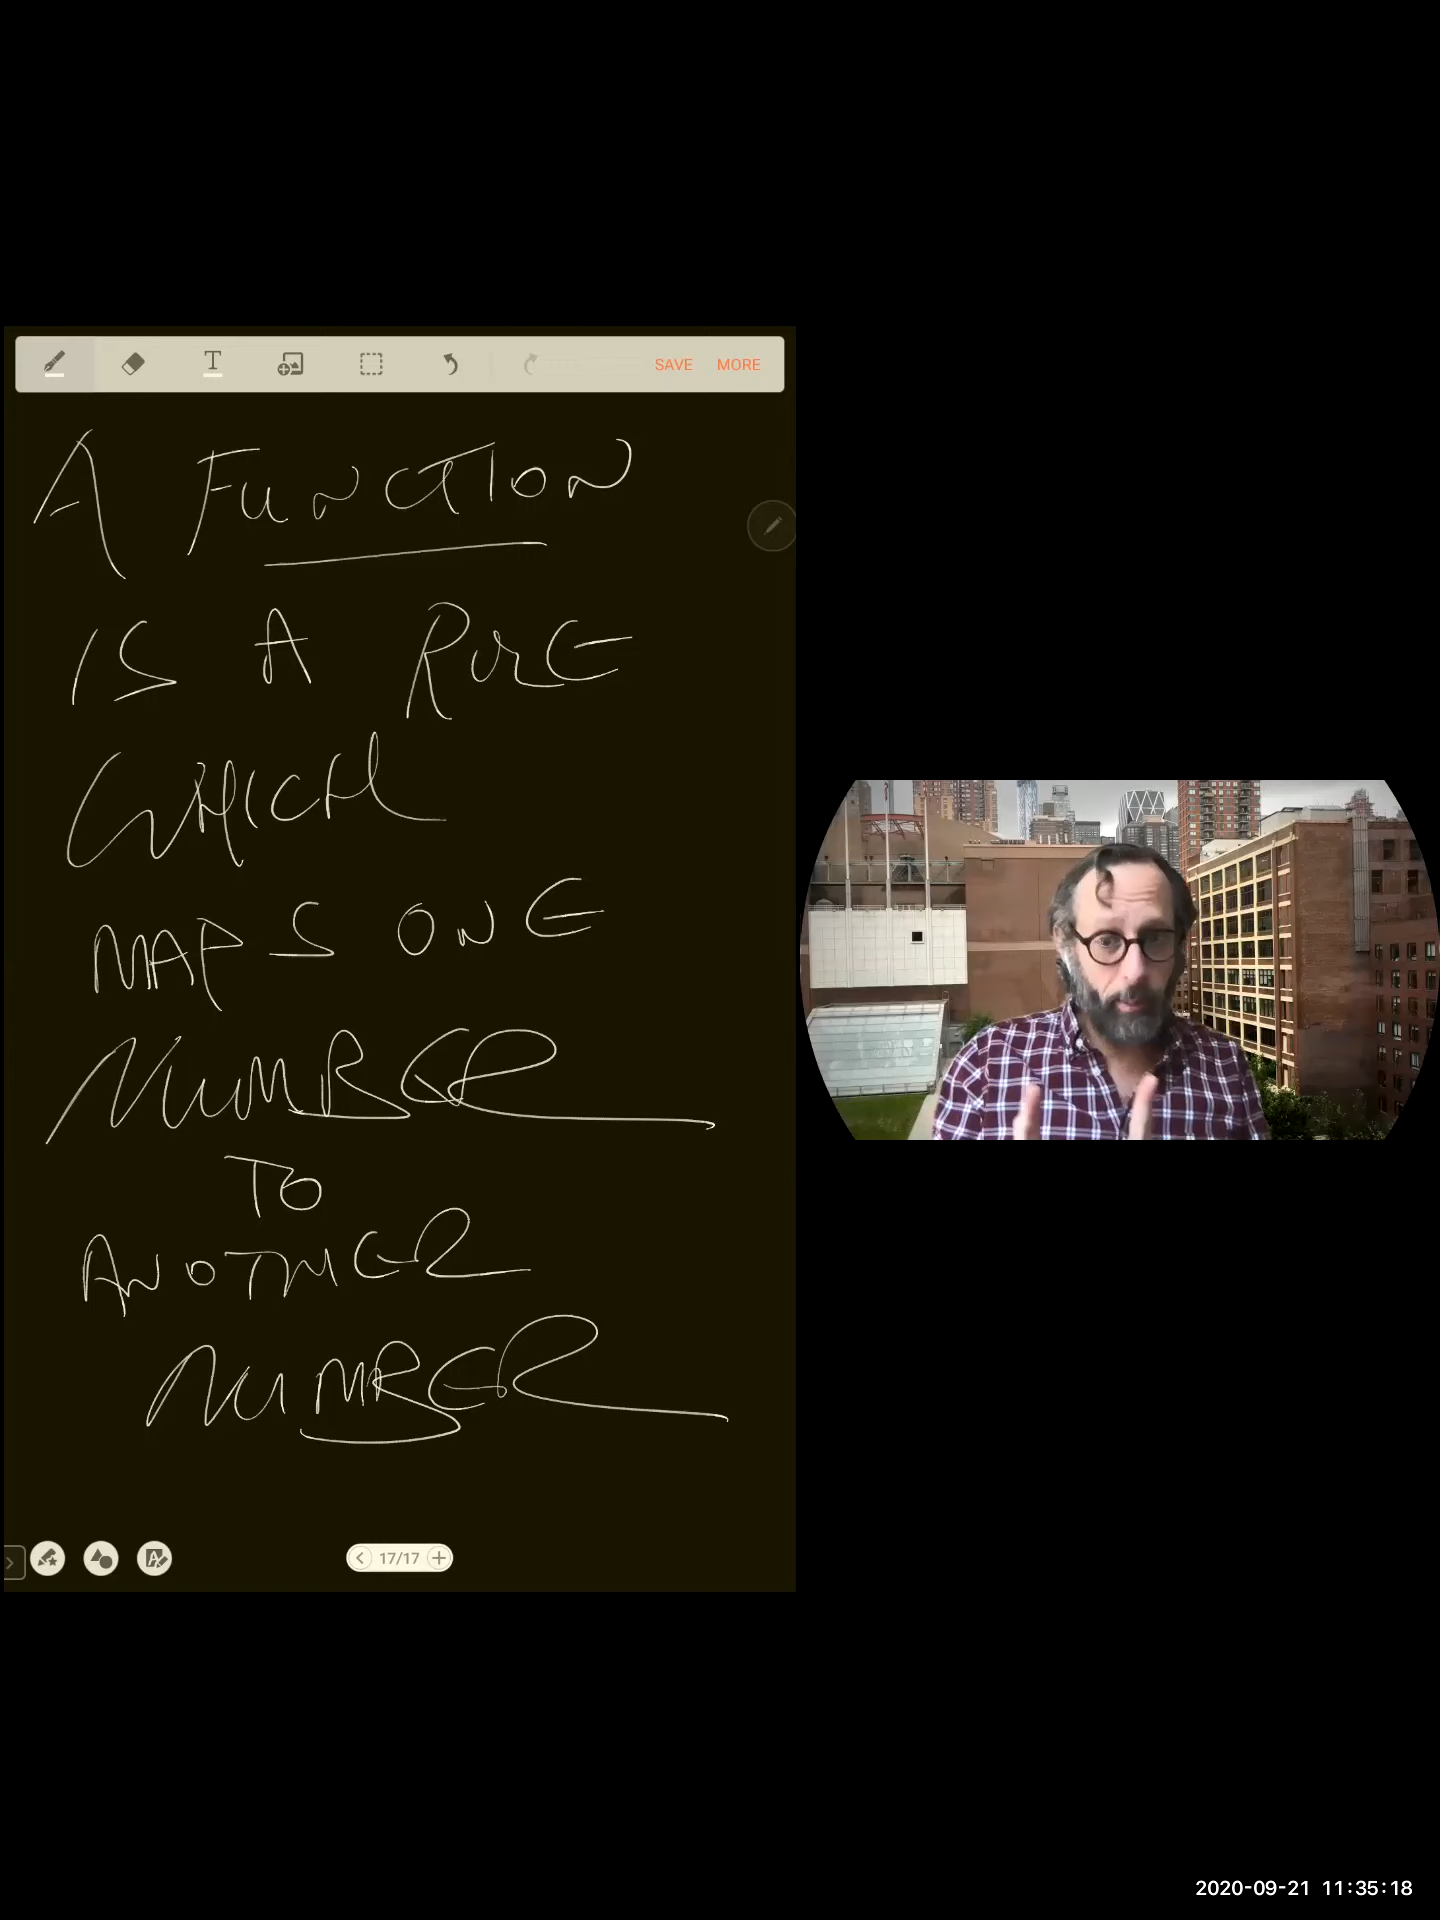 T SAVE MORE
A FUNCTION
IS A RULE
WHICH
MAPS ONE
NUMBER
TO
ANOTHER
NUMBER
17/17
2020-09-21 11:35:18